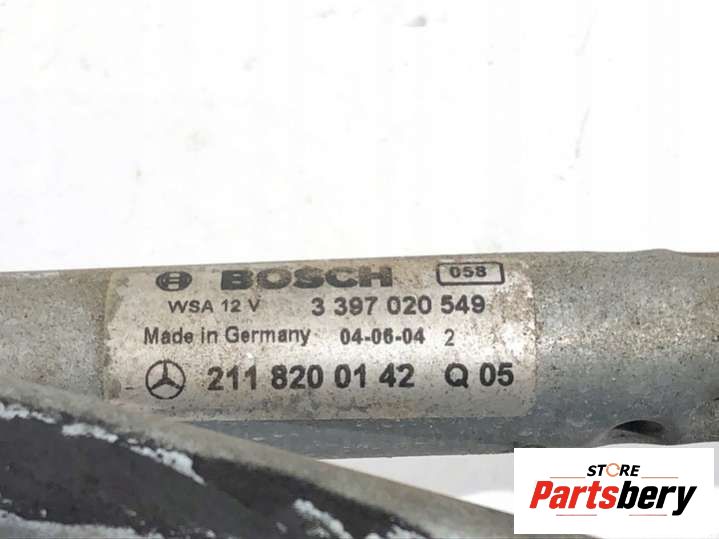 BOSCH 058
WSA 12 V 3 397 020 549
Made in Germany 04-06-04 2
211 820 01 42 Q 05
STORE
Partsbery